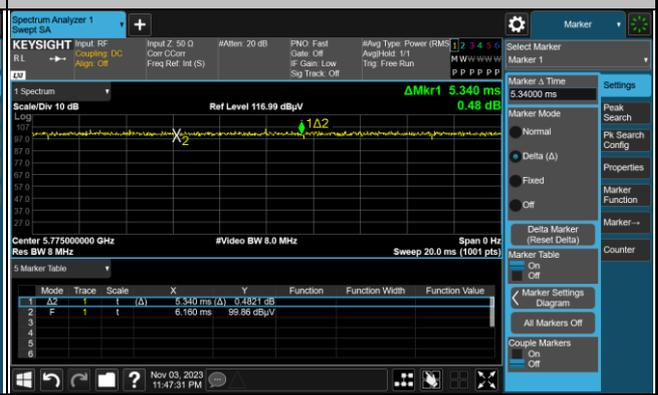 Spectrum Analyzer 1
Swept SA
Marker
KEYSIGHT
RL
Input: RF
Coupling: DC
Align: Off
Input Z: 50 Ω
Corr CCorr
Freq Ref: Int (S)
#Atten: 20 dB
PNO: Fast
Gate: Off
IF Gain: Low
Sig Track: Off
#Avg Type: Power (RMS)
Avg|Hold: 1/1
Trig: Free Run
1 2 3 4 5 6
M W W W W W
P P P P P P
Select Marker
Marker 1
1 Spectrum
Scale/Div 10 dB
Ref Level 116.99 dBµV
ΔMkr1 5.340 ms
0.48 dB
Log
107
97.0
87.0
77.0
67.0
57.0
47.0
37.0
27.0
1Δ2
2
Center 5.775000000 GHz
Res BW 8 MHz
#Video BW 8.0 MHz
Span 0 Hz
Sweep 20.0 ms (1001 pts)
5 Marker Table
Mode Trace Scale X Y Function Function Width Function Value
1 Δ2 1 t (Δ) 5.340 ms (Δ) 0.4821 dB
2 F 1 t 6.160 ms 99.86 dBµV
3
4
5
6
Nov 03, 2023
11:47:31 PM
Marker Δ Time
5.34000 ms
Marker Mode
Normal
Delta (Δ)
Fixed
Off
Delta Marker
(Reset Delta)
Marker Table
On
Off
Marker Settings
Diagram
All Markers Off
Couple Markers
On
Off
Settings
Peak
Search
Pk Search
Config
Properties
Marker
Function
Marker→
Counter